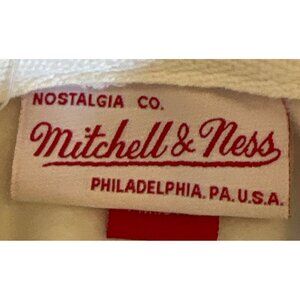 NOSTALGIA CO.
Mitchell & Ness
PHILADELPHIA. PA. U.S.A.